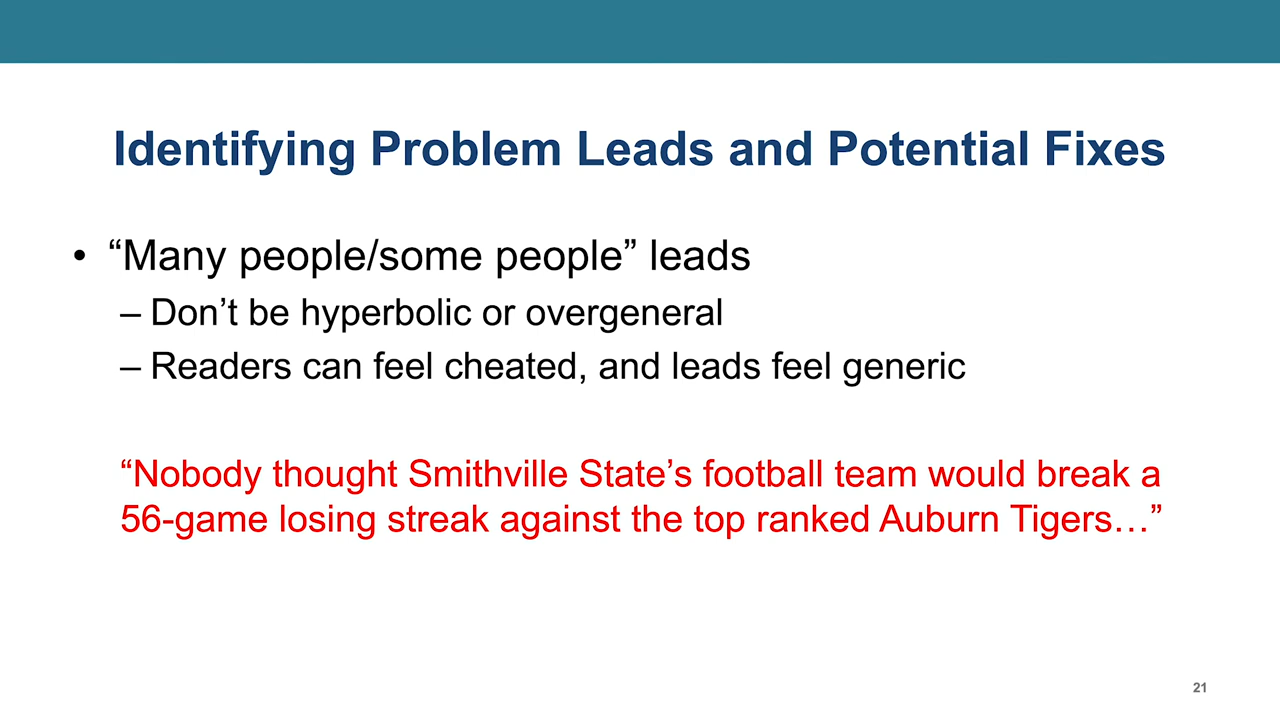 Identifying Problem Leads and Potential Fixes
• “Many people/some people” leads
– Don’t be hyperbolic or overgeneral
– Readers can feel cheated, and leads feel generic
“Nobody thought Smithville State’s football team would break a
56-game losing streak against the top ranked Auburn Tigers…”
21